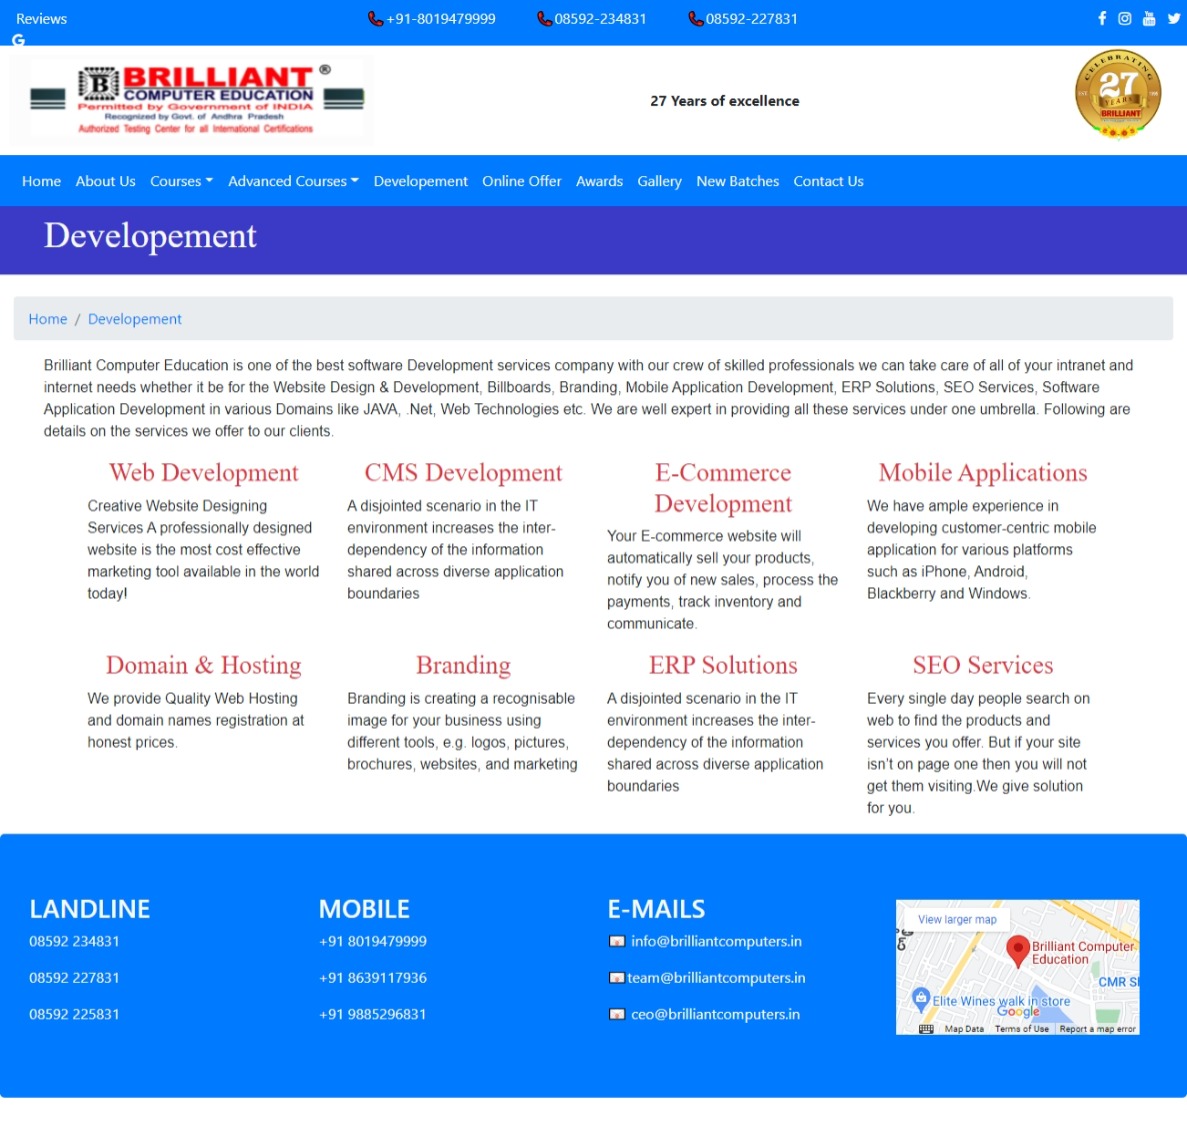 Reviews
+91-8019479999 08592-234831 08592-227831
BRILLIANT ®
COMPUTER EDUCATION
Permitted by Government of INDIA
Recognized by Govt. of Andhra Pradesh
Authorized Testing Center for all International Certifications
27 Years of excellence
CELEBRATING
27
YEARS
BRILLIANT
Home About Us Courses Advanced Courses Developement Online Offer Awards Gallery New Batches Contact Us
Developement
Home / Developement
Brilliant Computer Education is one of the best software Development services company with our crew of skilled professionals we can take care of all of your intranet and
internet needs whether it be for the Website Design & Development, Billboards, Branding, Mobile Application Development, ERP Solutions, SEO Services, Software
Application Development in various Domains like JAVA, .Net, Web Technologies etc. We are well expert in providing all these services under one umbrella. Following are
details on the services we offer to our clients.
Web Development
Creative Website Designing
Services A professionally designed
website is the most cost effective
marketing tool available in the world
today!
CMS Development
A disjointed scenario in the IT
environment increases the inter-
dependency of the information
shared across diverse application
boundaries
E-Commerce
Development
Your E-commerce website will
automatically sell your products,
notify you of new sales, process the
payments, track inventory and
communicate.
Mobile Applications
We have ample experience in
developing customer-centric mobile
application for various platforms
such as iPhone, Android,
Blackberry and Windows.
Domain & Hosting
We provide Quality Web Hosting
and domain names registration at
honest prices.
Branding
Branding is creating a recognisable
image for your business using
different tools, e.g. logos, pictures,
brochures, websites, and marketing
ERP Solutions
A disjointed scenario in the IT
environment increases the inter-
dependency of the information
shared across diverse application
boundaries
SEO Services
Every single day people search on
web to find the products and
services you offer. But if your site
isn't on page one then you will not
get them visiting.We give solution
for you.
LANDLINE
08592 234831
08592 227831
08592 225831
MOBILE
+91 8019479999
+91 8639117936
+91 9885296831
E-MAILS
info@brilliantcomputers.in
team@brilliantcomputers.in
ceo@brilliantcomputers.in
View larger map
Brilliant Computer
Education
CMR
Elite Wines walk in store
Google
Map Data Terms of Use Report a map error